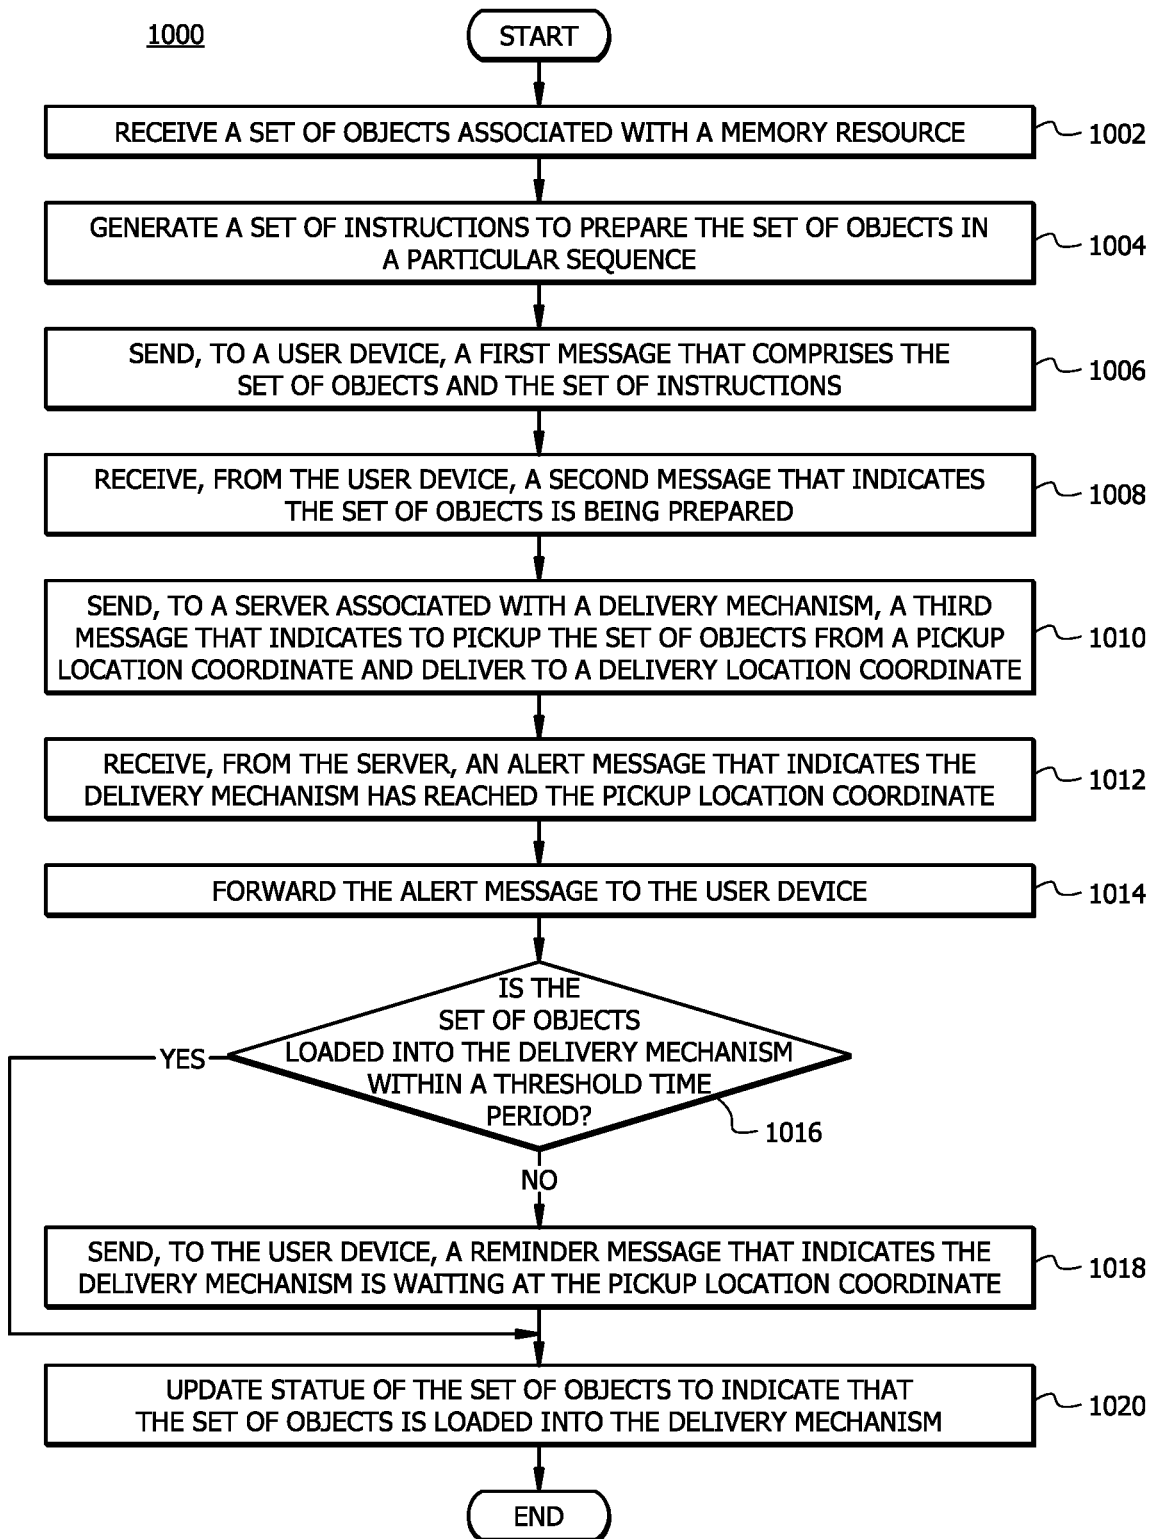 1000
START
RECEIVE A SET OF OBJECTS ASSOCIATED WITH A MEMORY RESOURCE
1002
GENERATE A SET OF INSTRUCTIONS TO PREPARE THE SET OF OBJECTS IN
A PARTICULAR SEQUENCE
1004
SEND, TO A USER DEVICE, A FIRST MESSAGE THAT COMPRISES THE
SET OF OBJECTS AND THE SET OF INSTRUCTIONS
1006
RECEIVE, FROM THE USER DEVICE, A SECOND MESSAGE THAT INDICATES
THE SET OF OBJECTS IS BEING PREPARED
1008
SEND, TO A SERVER ASSOCIATED WITH A DELIVERY MECHANISM, A THIRD
MESSAGE THAT INDICATES TO PICKUP THE SET OF OBJECTS FROM A PICKUP
LOCATION COORDINATE AND DELIVER TO A DELIVERY LOCATION COORDINATE
1010
RECEIVE, FROM THE SERVER, AN ALERT MESSAGE THAT INDICATES THE
DELIVERY MECHANISM HAS REACHED THE PICKUP LOCATION COORDINATE
1012
FORWARD THE ALERT MESSAGE TO THE USER DEVICE
1014
IS THE
SET OF OBJECTS
LOADED INTO THE DELIVERY MECHANISM
WITHIN A THRESHOLD TIME
PERIOD?
YES
1016
NO
SEND, TO THE USER DEVICE, A REMINDER MESSAGE THAT INDICATES THE
DELIVERY MECHANISM IS WAITING AT THE PICKUP LOCATION COORDINATE
1018
UPDATE STATUE OF THE SET OF OBJECTS TO INDICATE THAT
THE SET OF OBJECTS IS LOADED INTO THE DELIVERY MECHANISM
1020
END